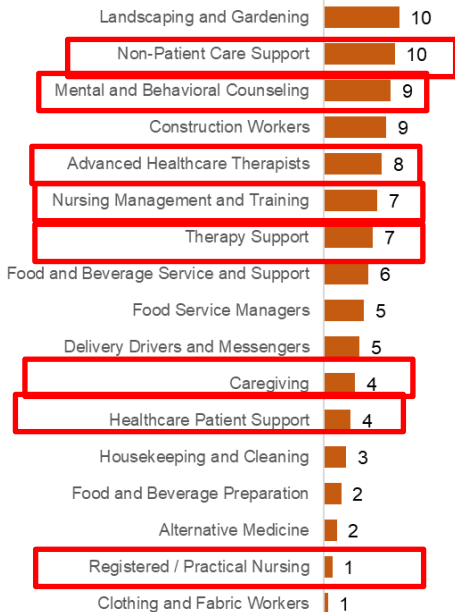 Landscaping and Gardening 10
Non-Patient Care Support 10
Mental and Behavioral Counseling 9
Construction Workers 9
Advanced Healthcare Therapists 8
Nursing Management and Training 7
Therapy Support 7
Food and Beverage Service and Support 6
Food Service Managers 5
Delivery Drivers and Messengers 5
Caregiving 4
Healthcare Patient Support 4
Housekeeping and Cleaning 3
Food and Beverage Preparation 2
Alternative Medicine 2
Registered / Practical Nursing 1
Clothing and Fabric Workers 1